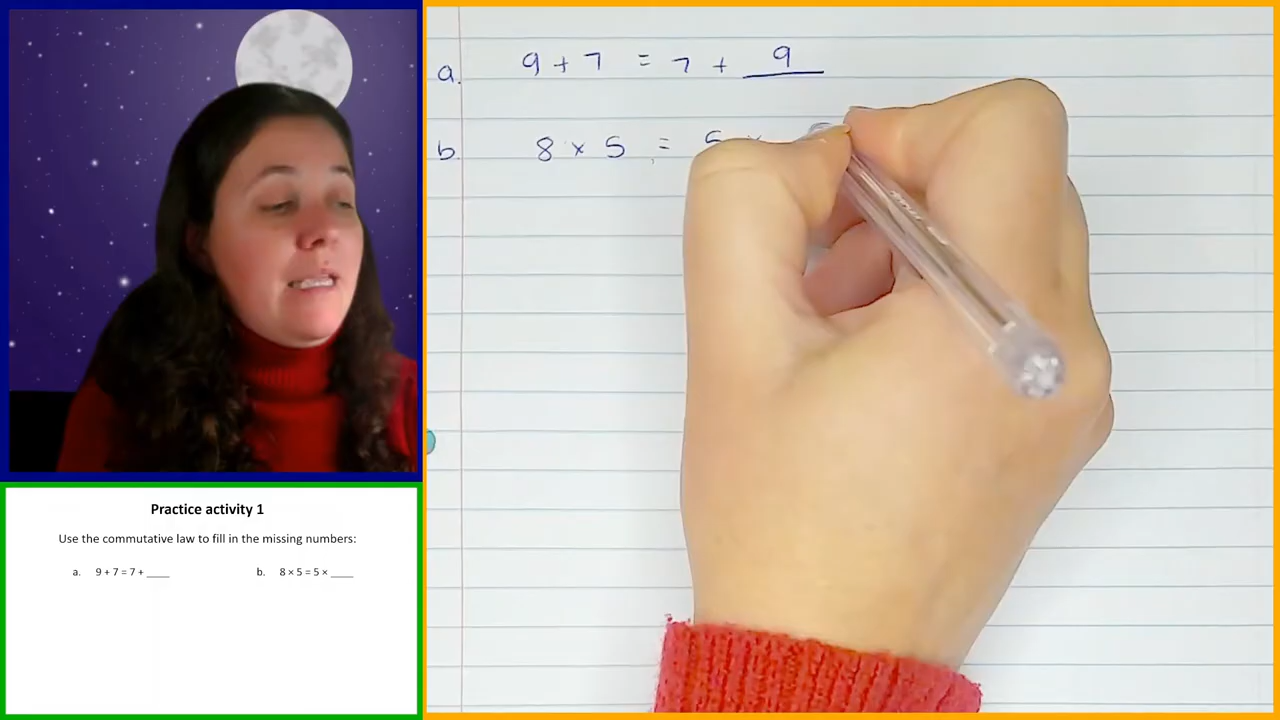 Practice activity 1
Use the commutative law to fill in the missing numbers:
a. 9 + 7 = 7 + ____
b. 8 × 5 = 5 × ____
a. 9 + 7 = 7 + 9
b. 8 × 5 = 5 ×